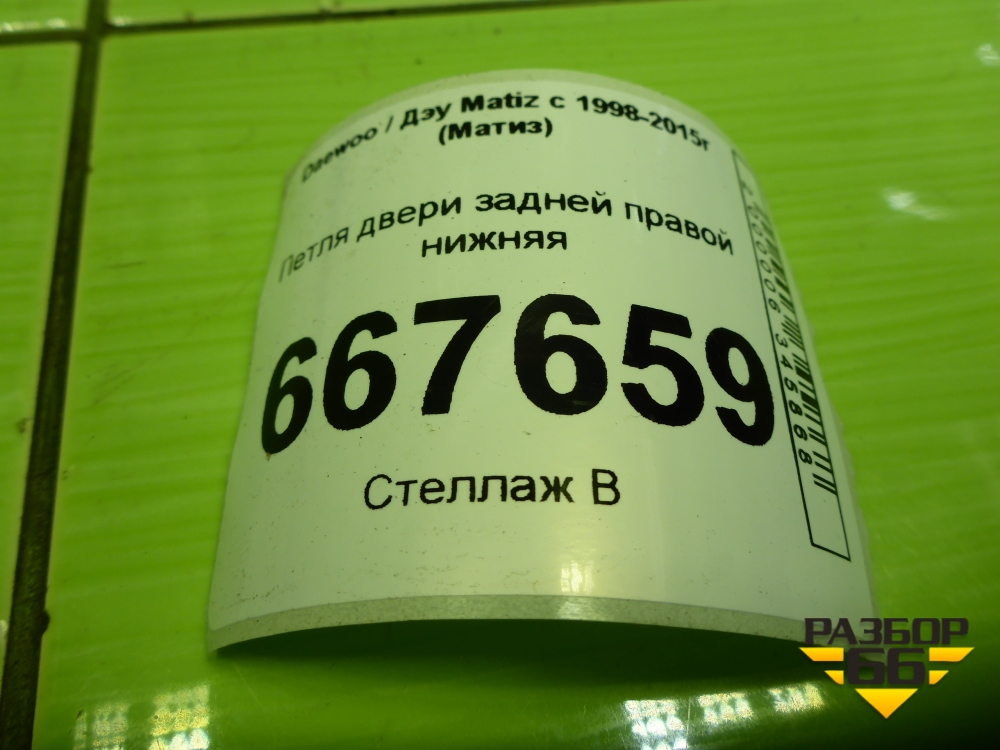 Daewoo / Дэу Matiz с 1998-2015г
(Матиз)
Петля двери задней правой
нижняя
667659
Стеллаж В
РАЗБОР
66